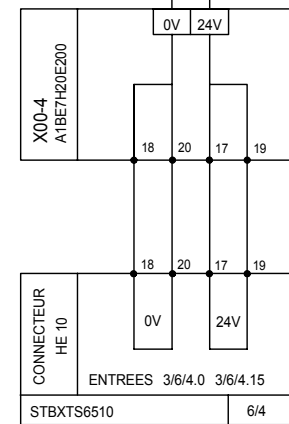 0V 24V
X00-4
A1BE7H20E200
18 20 17 19
18 20 17 19
CONNECTEUR
HE 10
0V 24V
ENTREES 3/6/4.0 3/6/4.15
STBXTS6510 6/4